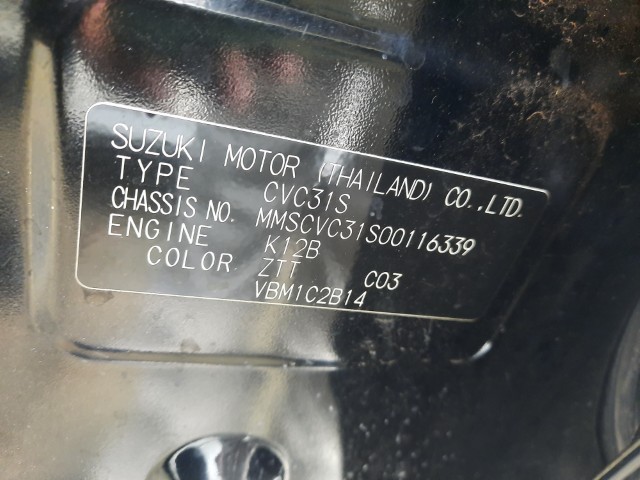 SUZUKI MOTOR (THAILAND) CO.,LTD.
TYPE CVC31S
CHASSIS NO. MMSCVC31S00116339
ENGINE K12B
COLOR ZTT C03
VBM1C2B14